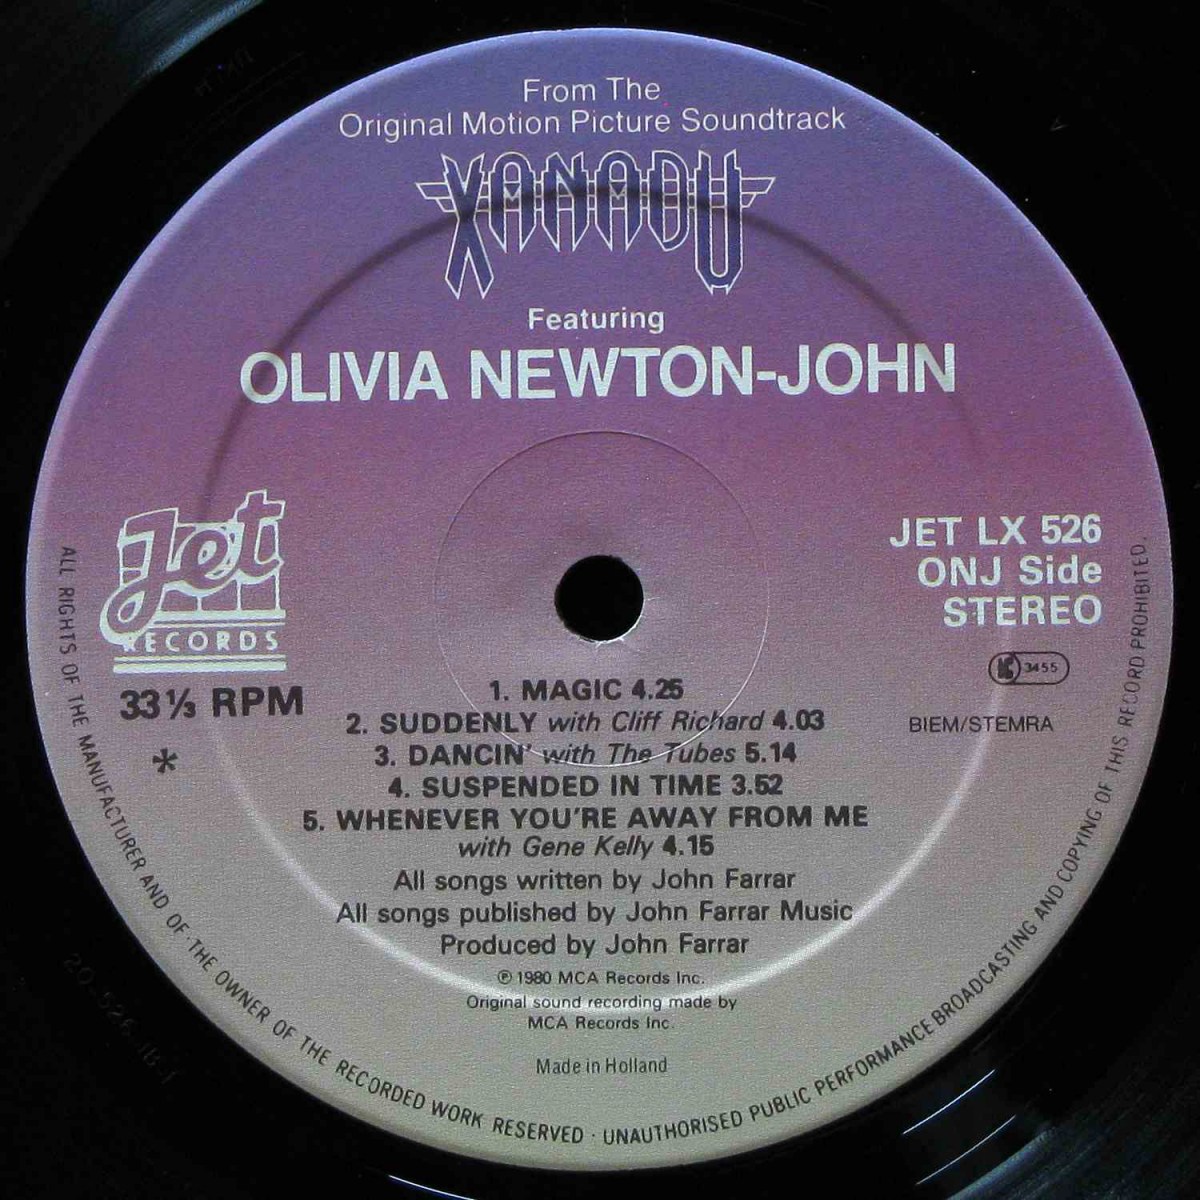 From The
Original Motion Picture Soundtrack
XANADU
Featuring
OLIVIA NEWTON-JOHN
Jet
RECORDS
33⅓ RPM
*
JET LX 526
ONJ Side
STEREO
3455
BIEM/STEMRA
1. MAGIC 4.25
2. SUDDENLY with Cliff Richard 4.03
3. DANCIN' with The Tubes 5.14
4. SUSPENDED IN TIME 3.52
5. WHENEVER YOU'RE AWAY FROM ME
with Gene Kelly 4.15
All songs written by John Farrar
All songs published by John Farrar Music
Produced by John Farrar
℗ 1980 MCA Records Inc.
Original sound recording made by
MCA Records Inc.
Made in Holland
ALL RIGHTS OF THE MANUFACTURER AND OF THE OWNER OF THE RECORDED WORK RESERVED · UNAUTHORISED PUBLIC PERFORMANCE BROADCASTING AND COPYING OF THIS RECORD PROHIBITED.